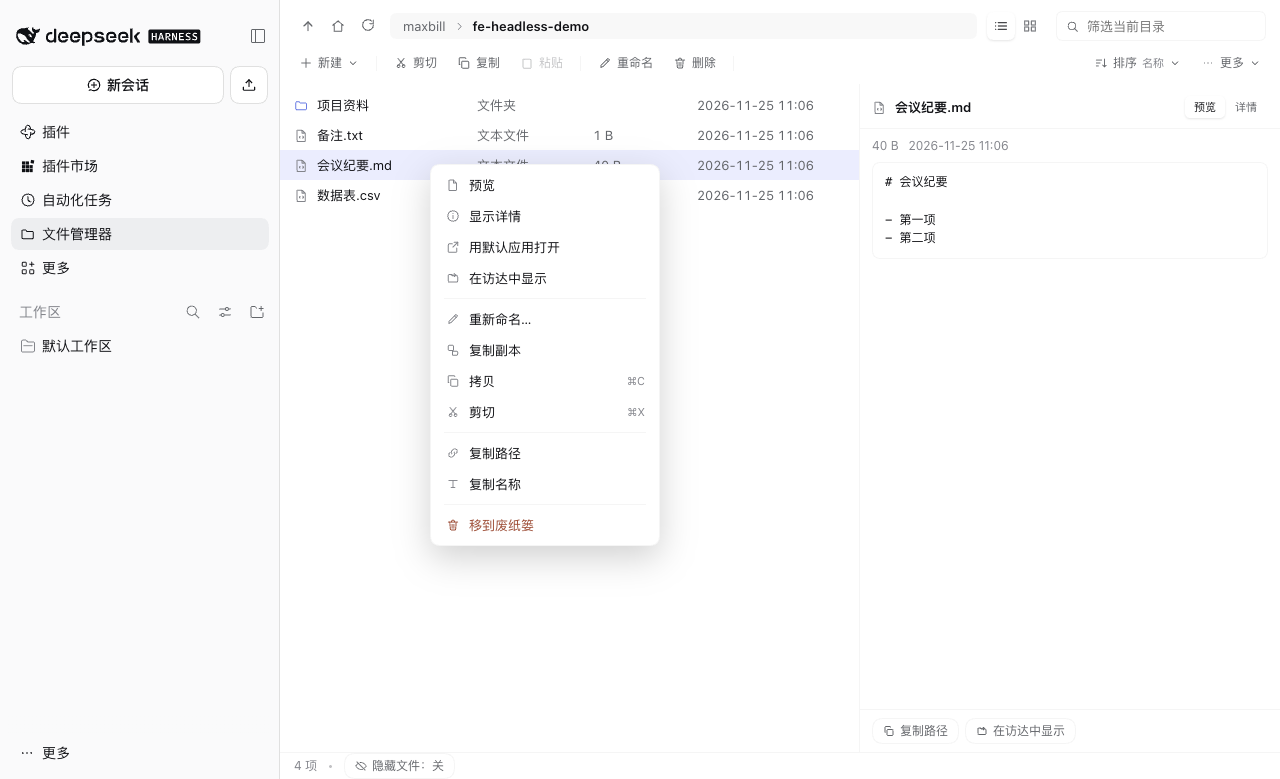 deepseek HARNESS
新会话
插件
插件市场
自动化任务
文件管理器
更多
工作区
默认工作区
更多
maxbill > fe-headless-demo
筛选当前目录
新建 剪切 复制 粘贴 重命名 删除 排序 名称 更多
项目资料 文件夹 2026-11-25 11:06
备注.txt 文本文件 1 B 2026-11-25 11:06
会议纪要.md 文本文件 40 B 2026-11-25 11:06
数据表.csv 2026-11-25 11:06
预览
显示详情
用默认应用打开
在访达中显示
重新命名...
复制副本
拷贝 ⌘C
剪切 ⌘X
复制路径
复制名称
移到废纸篓
会议纪要.md 预览 详情
40 B 2026-11-25 11:06
# 会议纪要
- 第一项
- 第二项
复制路径 在访达中显示
4 项 • 隐藏文件：关